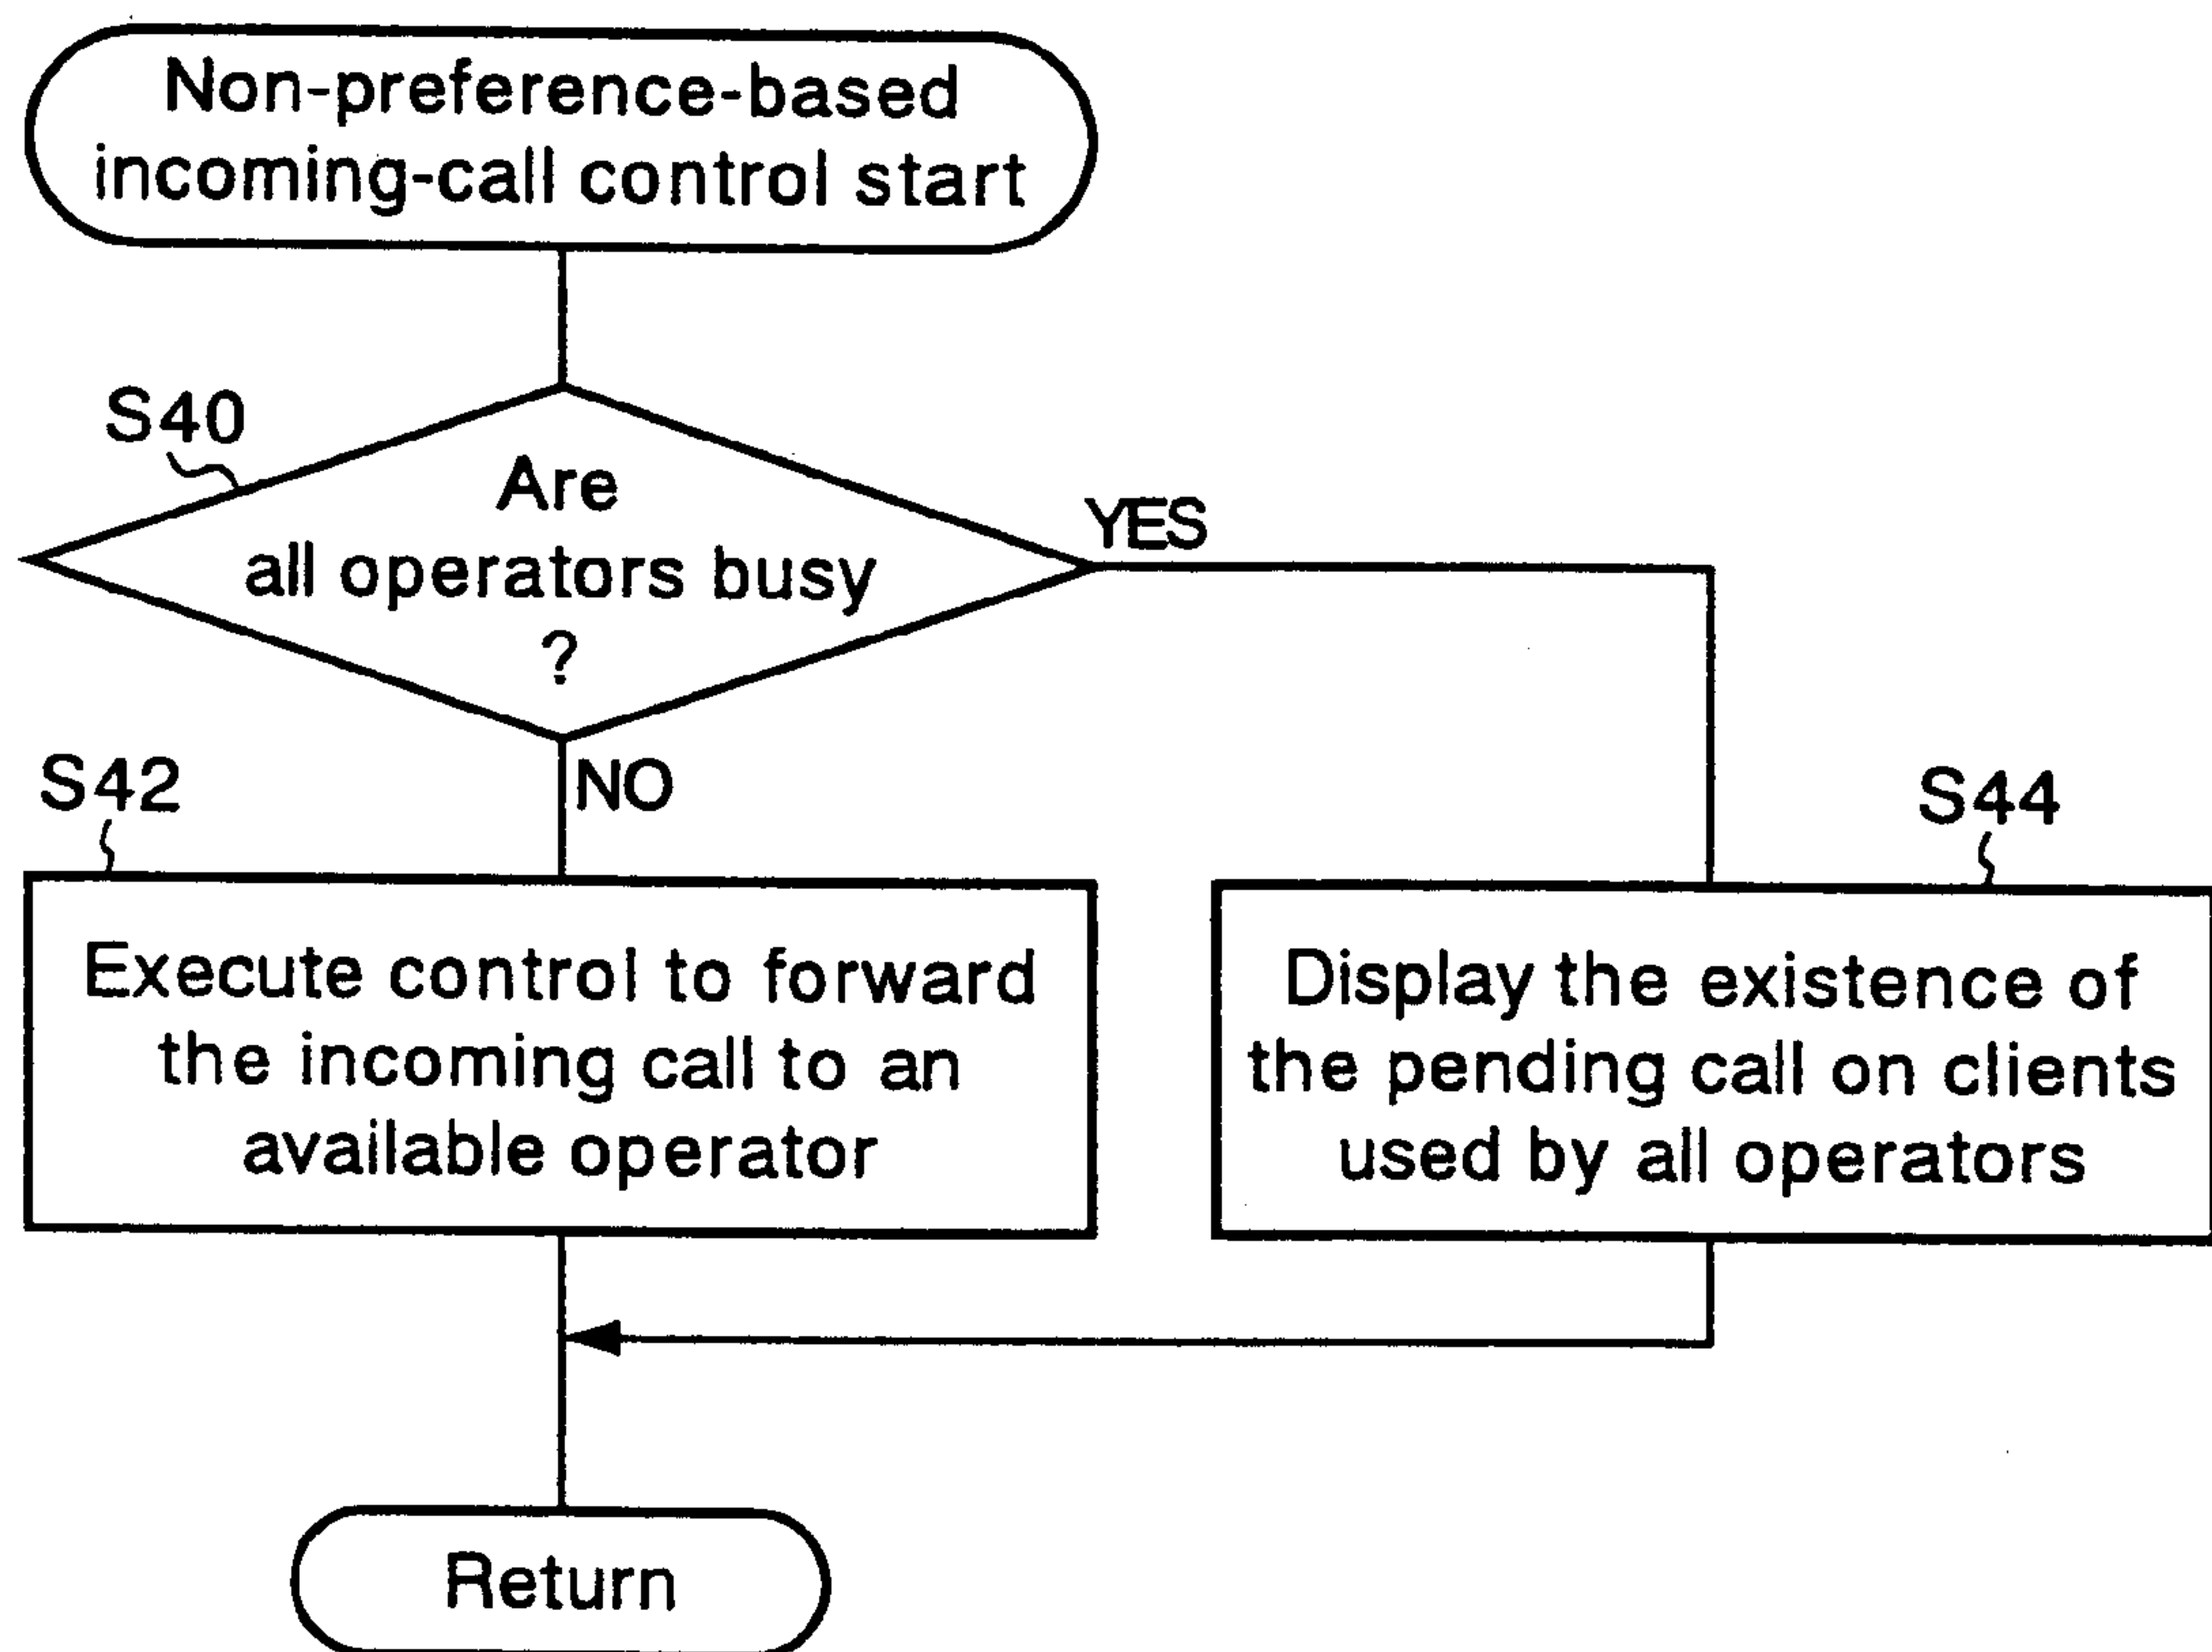 Non-preference-based
incoming-call control start
S40
Are
all operators busy
?
YES
NO
S42
Execute control to forward
the incoming call to an
available operator
S44
Display the existence of
the pending call on clients
used by all operators
Return